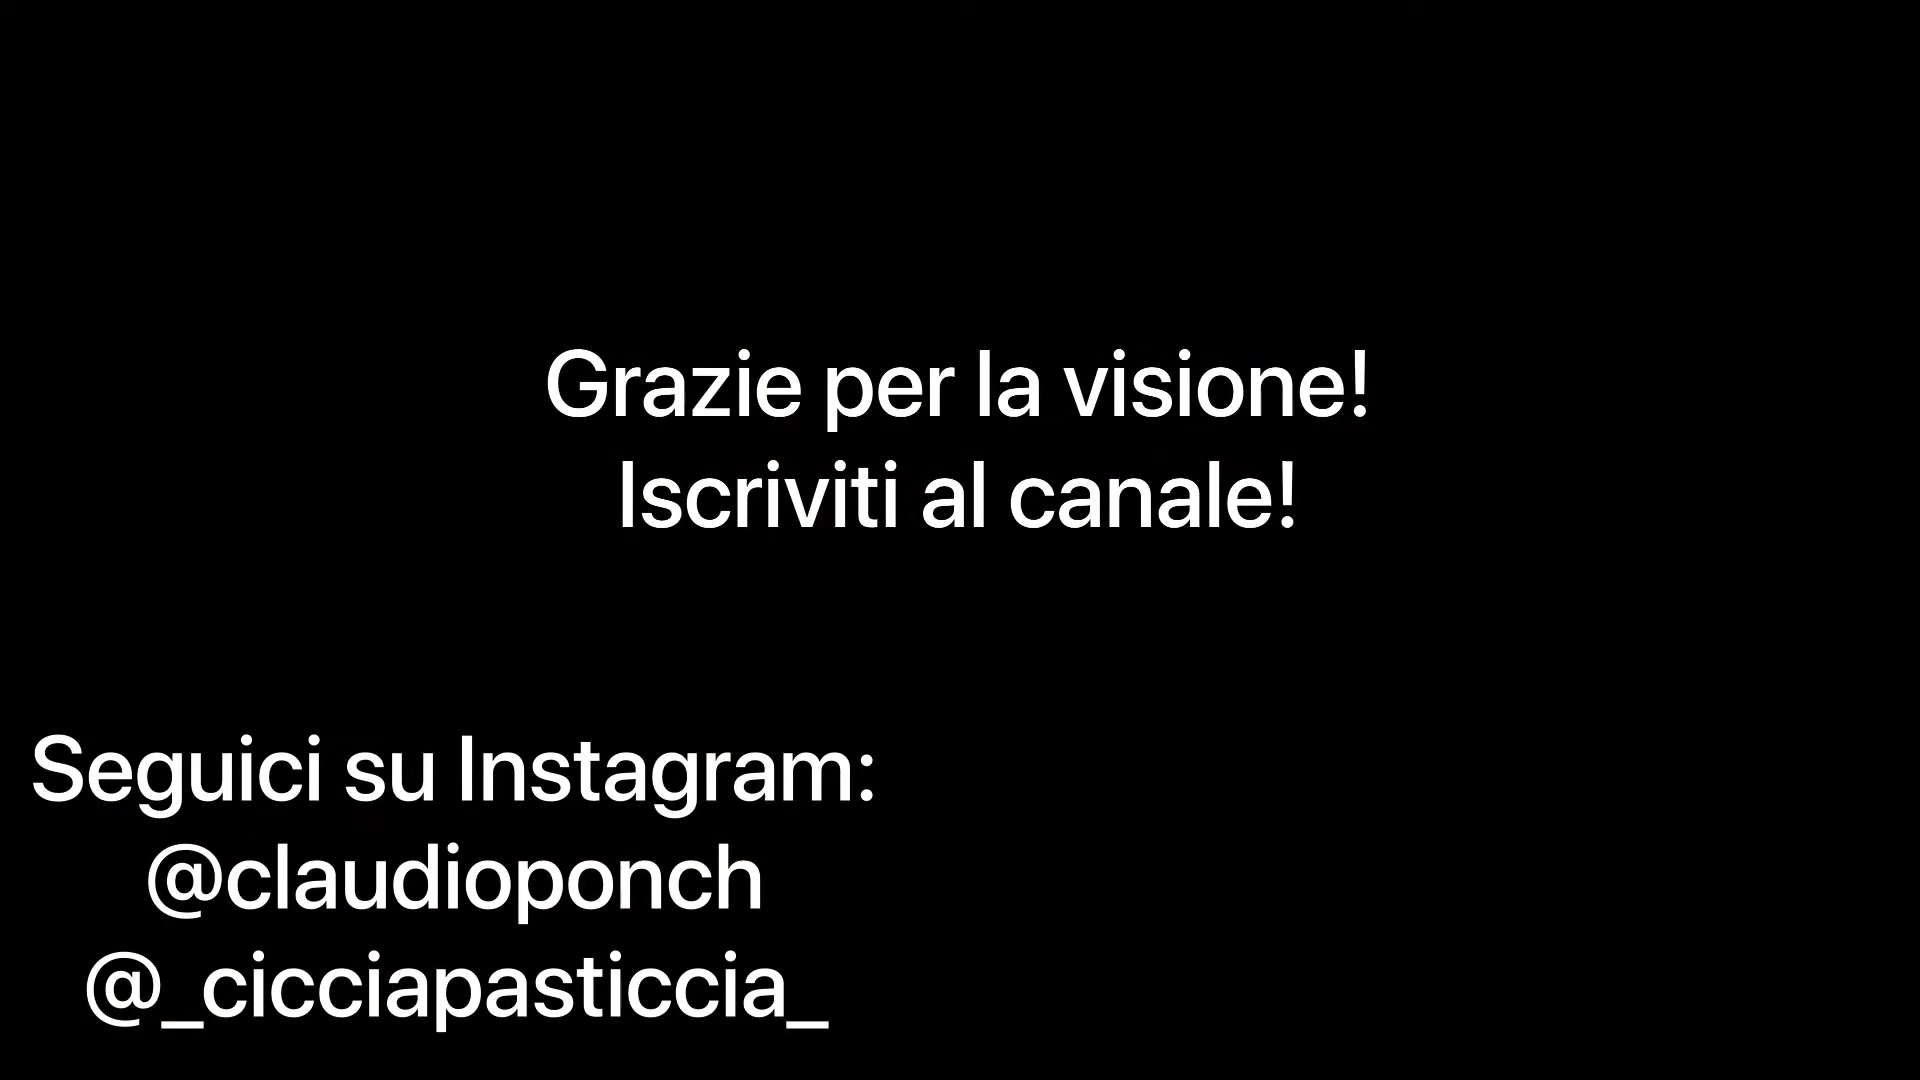 Grazie per la visione!
Iscriviti al canale!
Seguici su Instagram:
@claudioponch
@_cicciapasticcia_